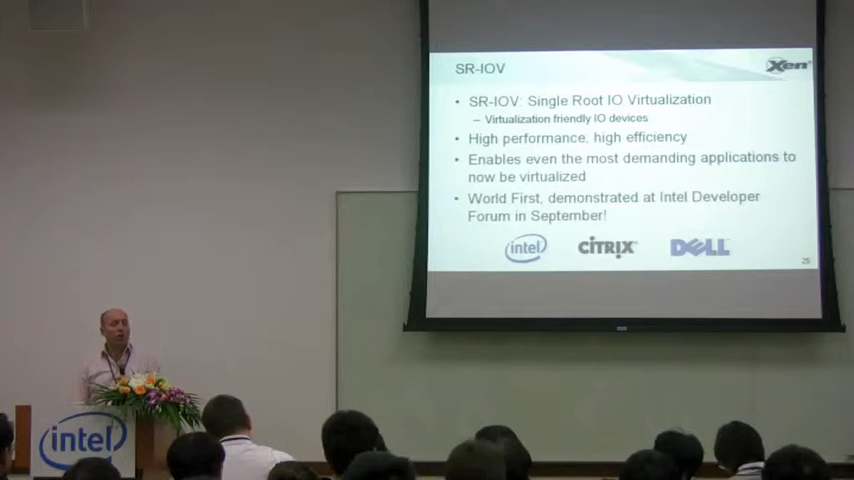 SR-IOV
Xen
• SR-IOV: Single Root IO Virtualization
– Virtualization friendly IO devices
• High performance, high efficiency
• Enables even the most demanding applications to
now be virtualized
• World First, demonstrated at Intel Developer
Forum in September!
intel
CITRIX
DELL
25
intel